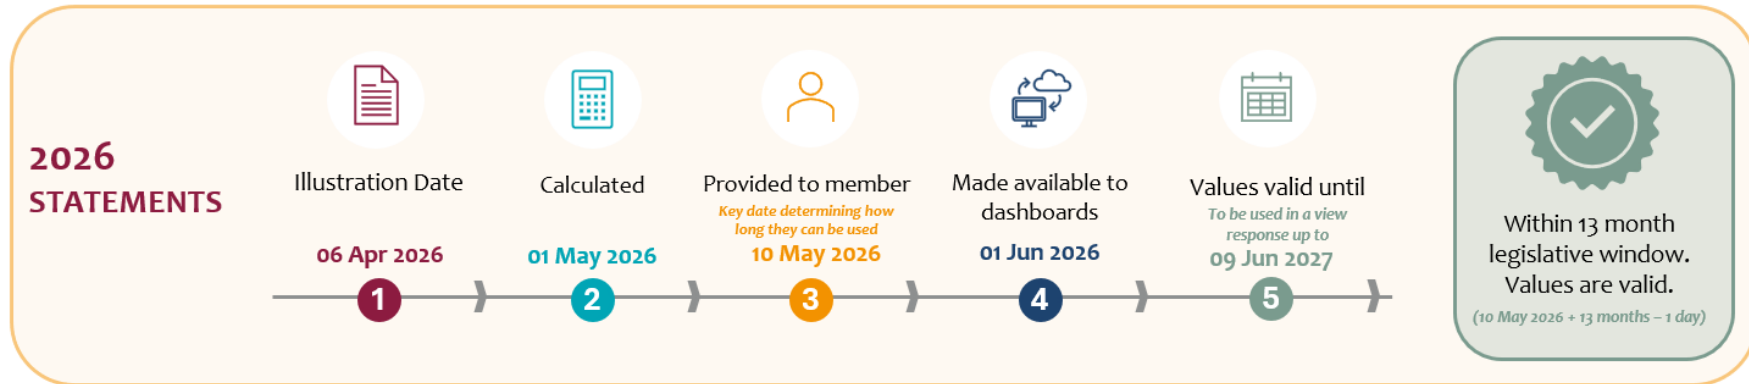 2026
STATEMENTS
Illustration Date
06 Apr 2026
1
Calculated
01 May 2026
2
Provided to member
Key date determining how
long they can be used
10 May 2026
3
Made available to
dashboards
01 Jun 2026
4
Values valid until
To be used in a view
response up to
09 Jun 2027
5
Within 13 month
legislative window.
Values are valid.
(10 May 2026 + 13 months – 1 day)